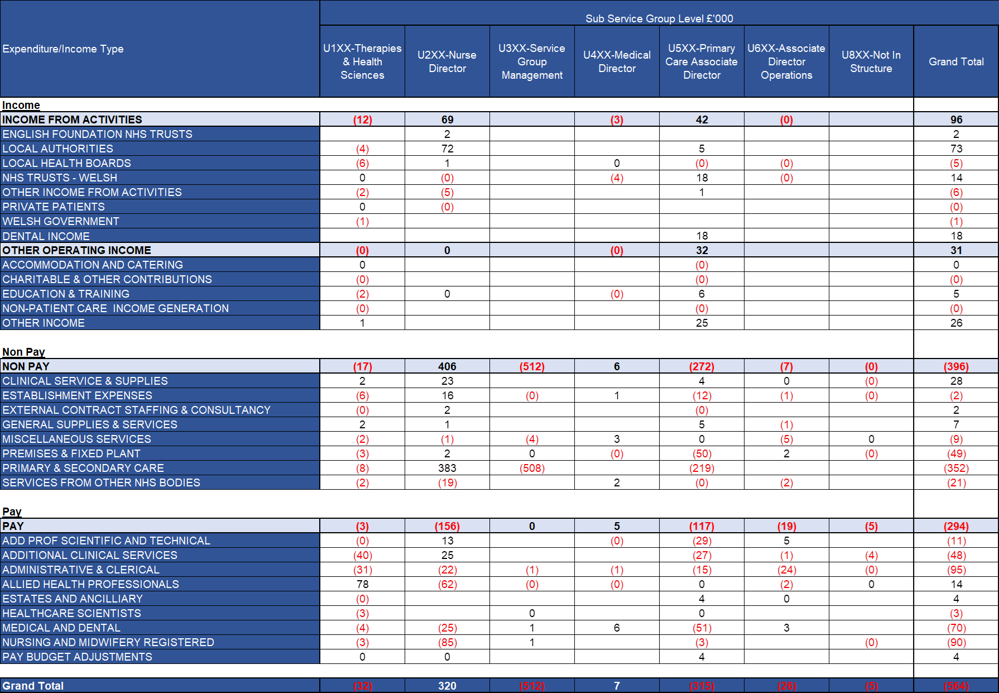 Sub Service Group Level £'000
Expenditure/Income Type U1XX-Therapies & Health Sciences U2XX-Nurse Director U3XX-Service Group Management U4XX-Medical Director U5XX-Primary Care Associate Director U6XX-Associate Director Operations U8XX-Not In Structure Grand Total
Income
INCOME FROM ACTIVITIES (12) 69 (3) 42 (0) 96
ENGLISH FOUNDATION NHS TRUSTS 2 2
LOCAL AUTHORITIES (4) 72 5 73
LOCAL HEALTH BOARDS (6) 1 0 (0) (0) (5)
NHS TRUSTS - WELSH 0 (0) (4) 18 (0) 14
OTHER INCOME FROM ACTIVITIES (2) (5) 1 (6)
PRIVATE PATIENTS 0 (0) (0)
WELSH GOVERNMENT (1) (1)
DENTAL INCOME 18 18
OTHER OPERATING INCOME (0) 0 (0) 32 31
ACCOMMODATION AND CATERING 0 (0) 0
CHARITABLE & OTHER CONTRIBUTIONS (0) (0) (0)
EDUCATION & TRAINING (2) 0 (0) 6 5
NON-PATIENT CARE  INCOME GENERATION (0) (0) (0)
OTHER INCOME 1 25 26
Non Pay
NON PAY (17) 406 (512) 6 (272) (7) (0) (396)
CLINICAL SERVICE & SUPPLIES 2 23 4 0 (0) 28
ESTABLISHMENT EXPENSES (6) 16 (0) 1 (12) (1) (0) (2)
EXTERNAL CONTRACT STAFFING & CONSULTANCY (0) 2 (0) 2
GENERAL SUPPLIES & SERVICES 2 1 5 (1) 7
MISCELLANEOUS SERVICES (2) (1) (4) 3 0 (5) 0 (9)
PREMISES & FIXED PLANT (3) 2 0 (0) (50) 2 (0) (49)
PRIMARY & SECONDARY CARE (8) 383 (508) (219) (352)
SERVICES FROM OTHER NHS BODIES (2) (19) 2 (0) (2) (21)
Pay
PAY (3) (156) 0 5 (117) (19) (5) (294)
ADD PROF SCIENTIFIC AND TECHNICAL (0) 13 (0) (29) 5 (11)
ADDITIONAL CLINICAL SERVICES (40) 25 (27) (1) (4) (48)
ADMINISTRATIVE & CLERICAL (31) (22) (1) (1) (15) (24) (0) (95)
ALLIED HEALTH PROFESSIONALS 78 (62) (0) (0) 0 (2) 0 14
ESTATES AND ANCILLIARY (0) 4 0 4
HEALTHCARE SCIENTISTS (3) 0 0 (3)
MEDICAL AND DENTAL (4) (25) 1 6 (51) 3 (70)
NURSING AND MIDWIFERY REGISTERED (3) (85) 1 (3) (0) (90)
PAY BUDGET ADJUSTMENTS 0 0 4 4
Grand Total (32) 320 (512) 7 (315) (26) (5) (564)